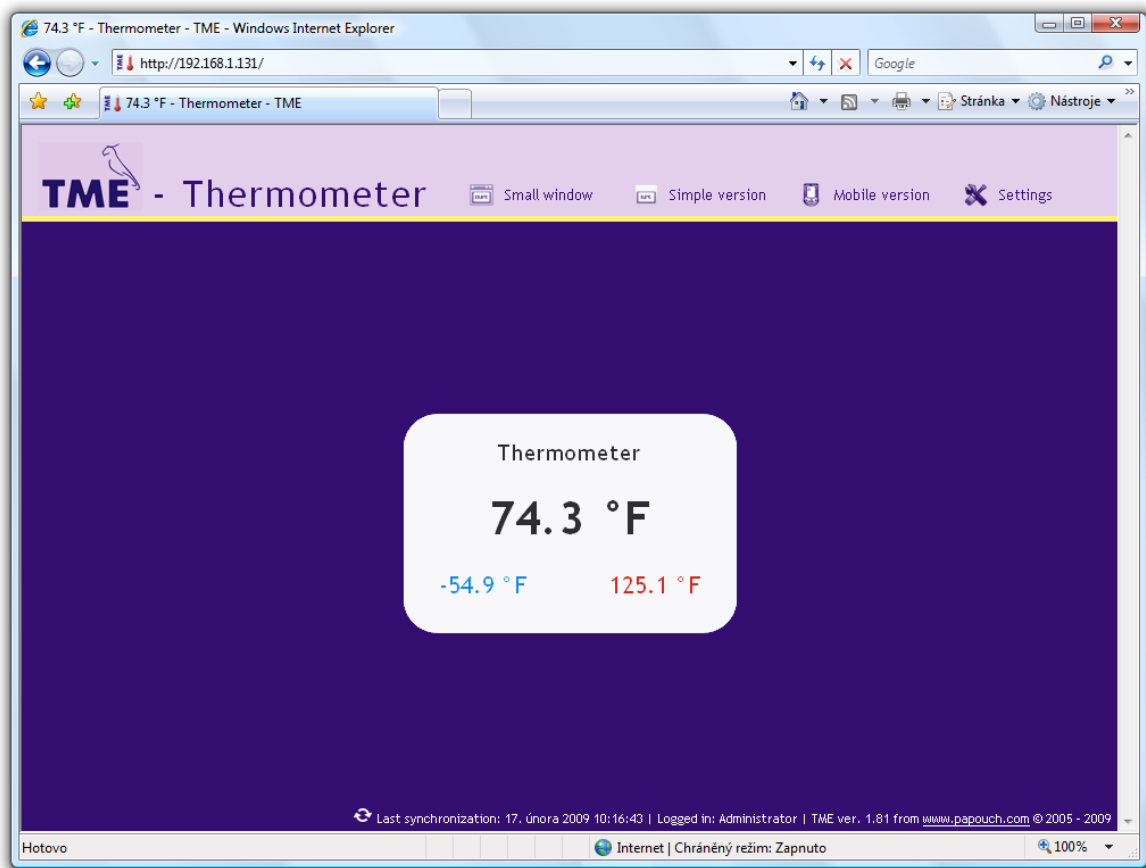 74.3 °F - Thermometer - TME - Windows Internet Explorer
http://192.168.1.131/
Google
74.3 °F - Thermometer - TME
Stránka
Nástroje
TME - Thermometer
Small window
Simple version
Mobile version
Settings
Thermometer
74.3 °F
-54.9 °F
125.1 °F
Last synchronization: 17. února 2009 10:16:43 | Logged in: Administrator | TME ver. 1.81 from www.papouch.com © 2005 - 2009
Hotovo
Internet | Chráněný režim: Zapnuto
100%